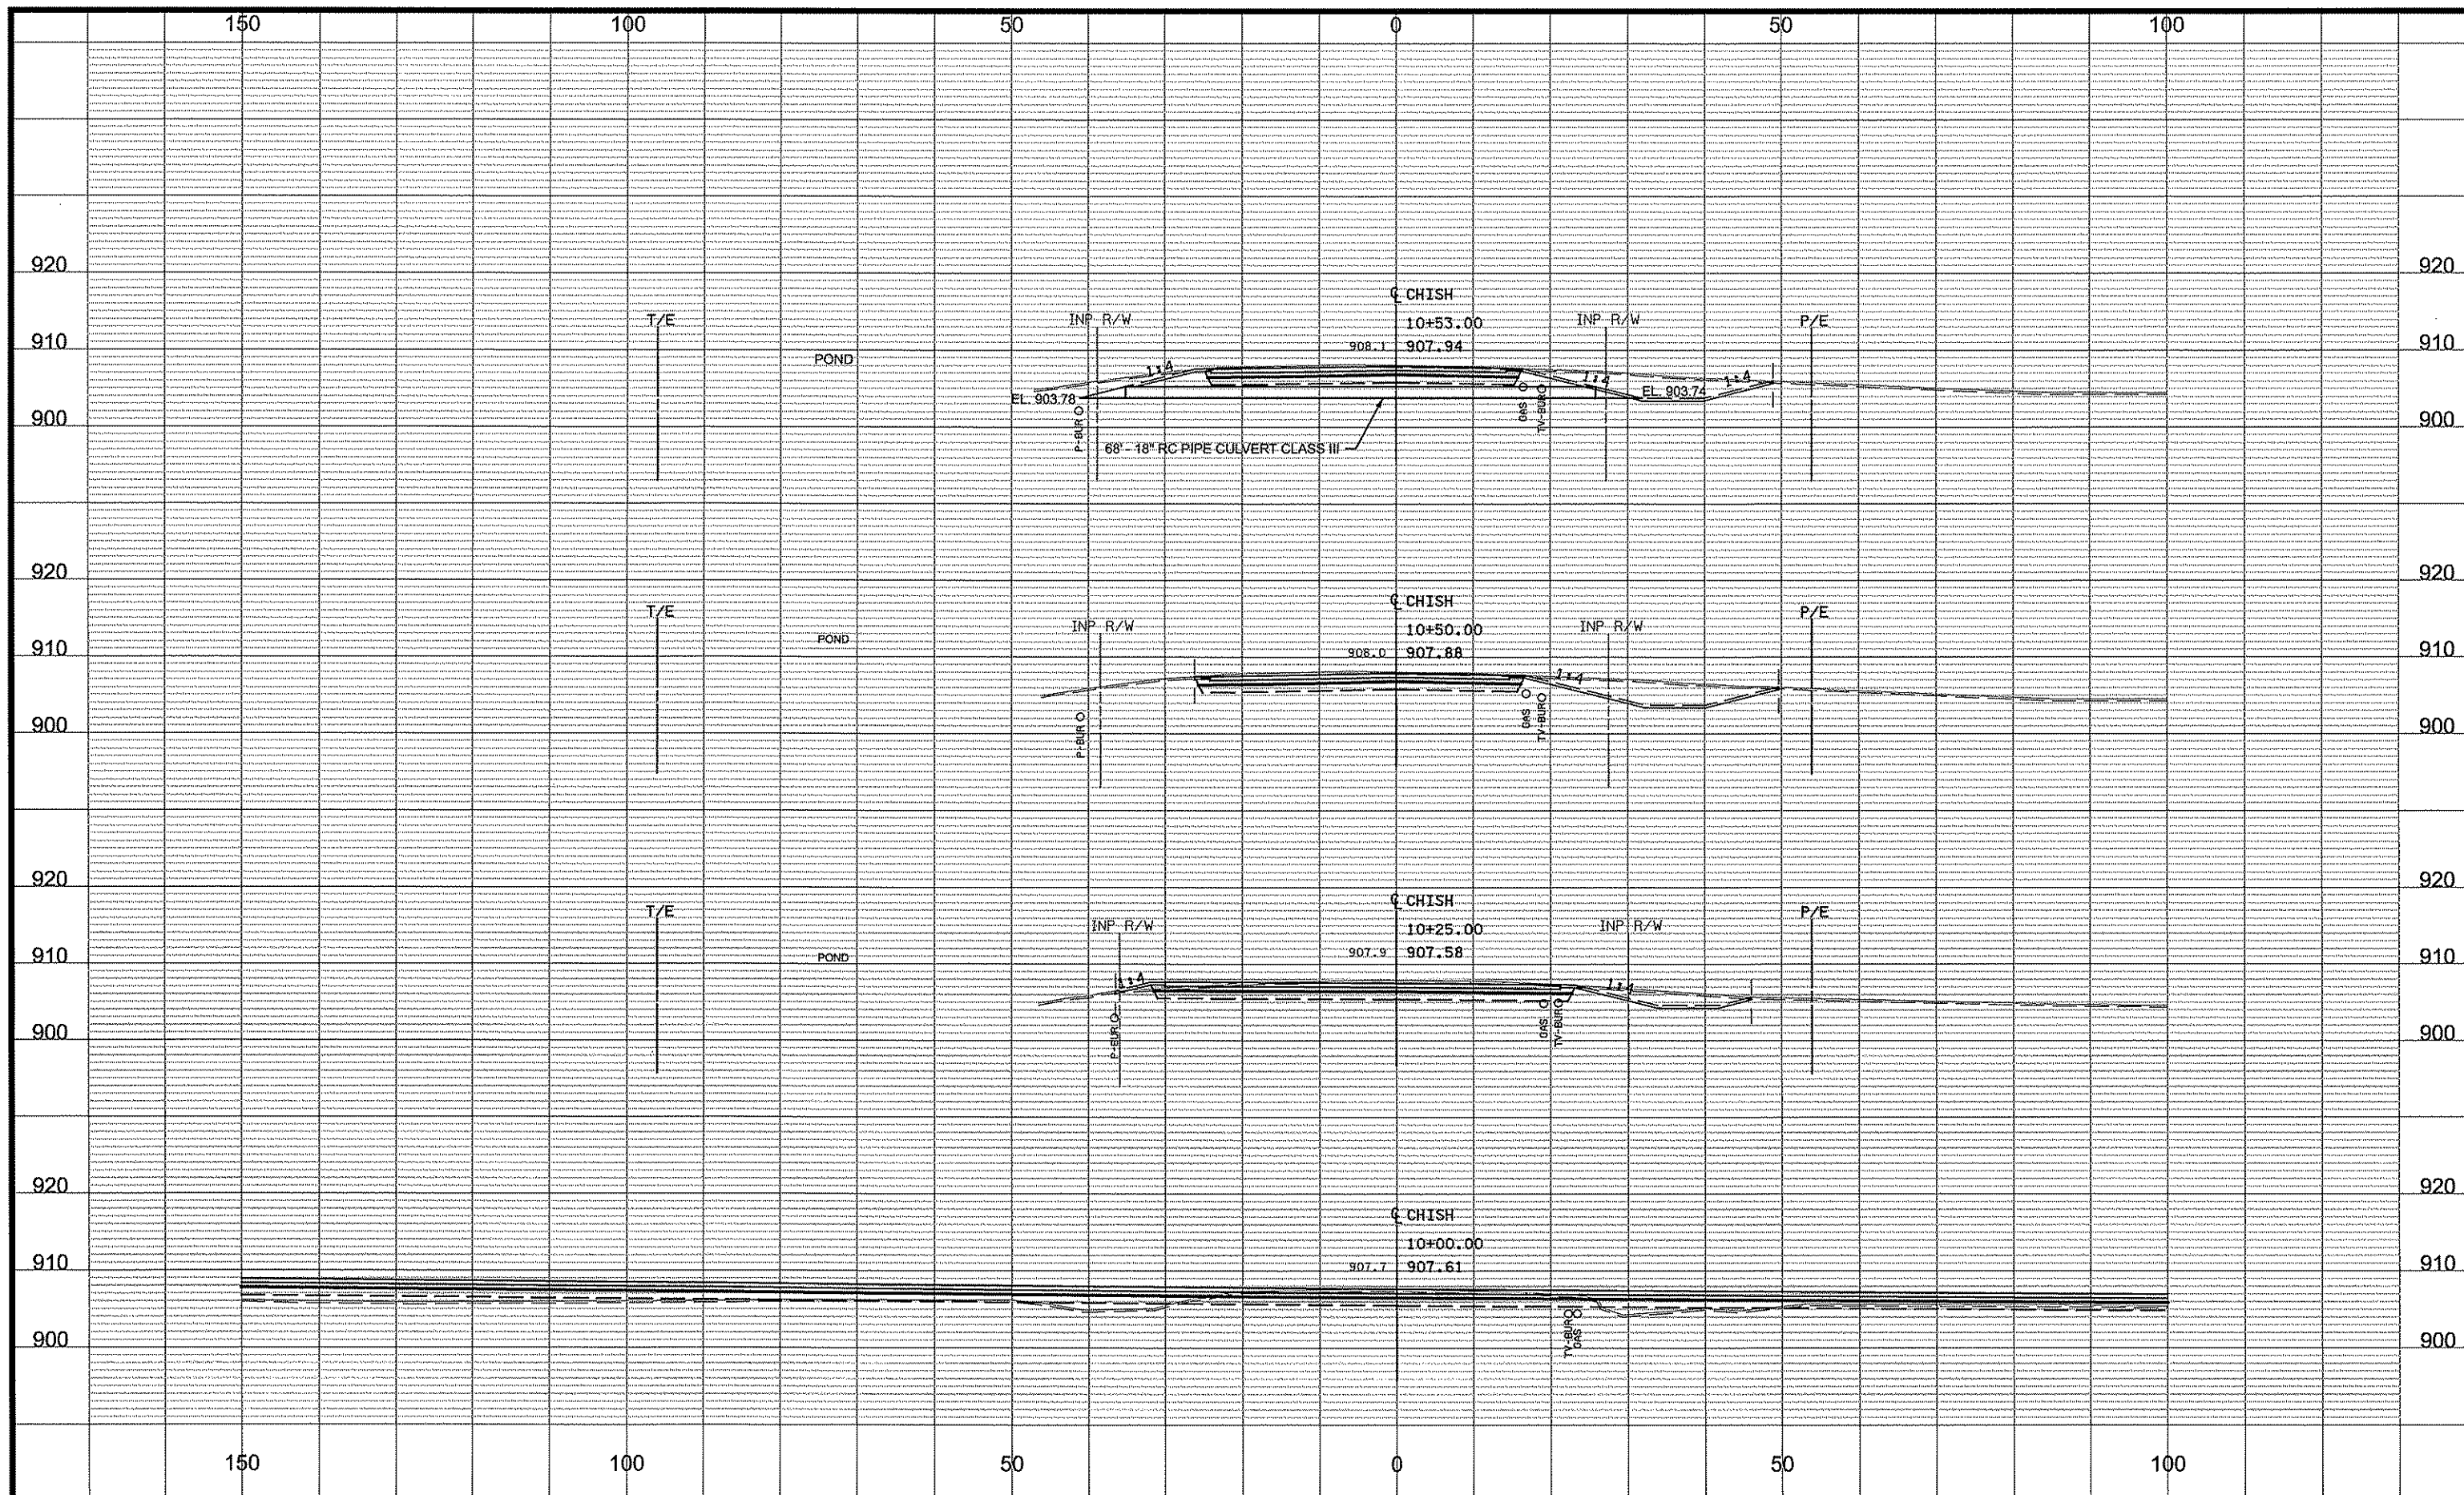 150 100 50 0 50 100
920 920
℄ CHISH
T/E INP R/W 10+53.00 INP R/W P/E
910 908.1 907.94 910
POND
1:4 1:4 1:4
EL. 903.78 EL. 903.74
P-BUR GAS TV-BUR
900 900
68' - 18" RC PIPE CULVERT CLASS III
920 920
℄ CHISH
T/E INP R/W 10+50.00 INP R/W P/E
POND
910 908.0 907.88 910
1:4
P-BUR GAS TV-BUR
900 900
920 920
℄ CHISH
T/E INP R/W 10+25.00 INP R/W P/E
910 POND 907.9 907.58 910
1:4 1:4
P-BUR GAS TV-BUR
900 900
920 920
℄ CHISH
10+00.00
910 907.7 907.61 910
TV-BUR GAS
900 900
150 100 50 0 50 100